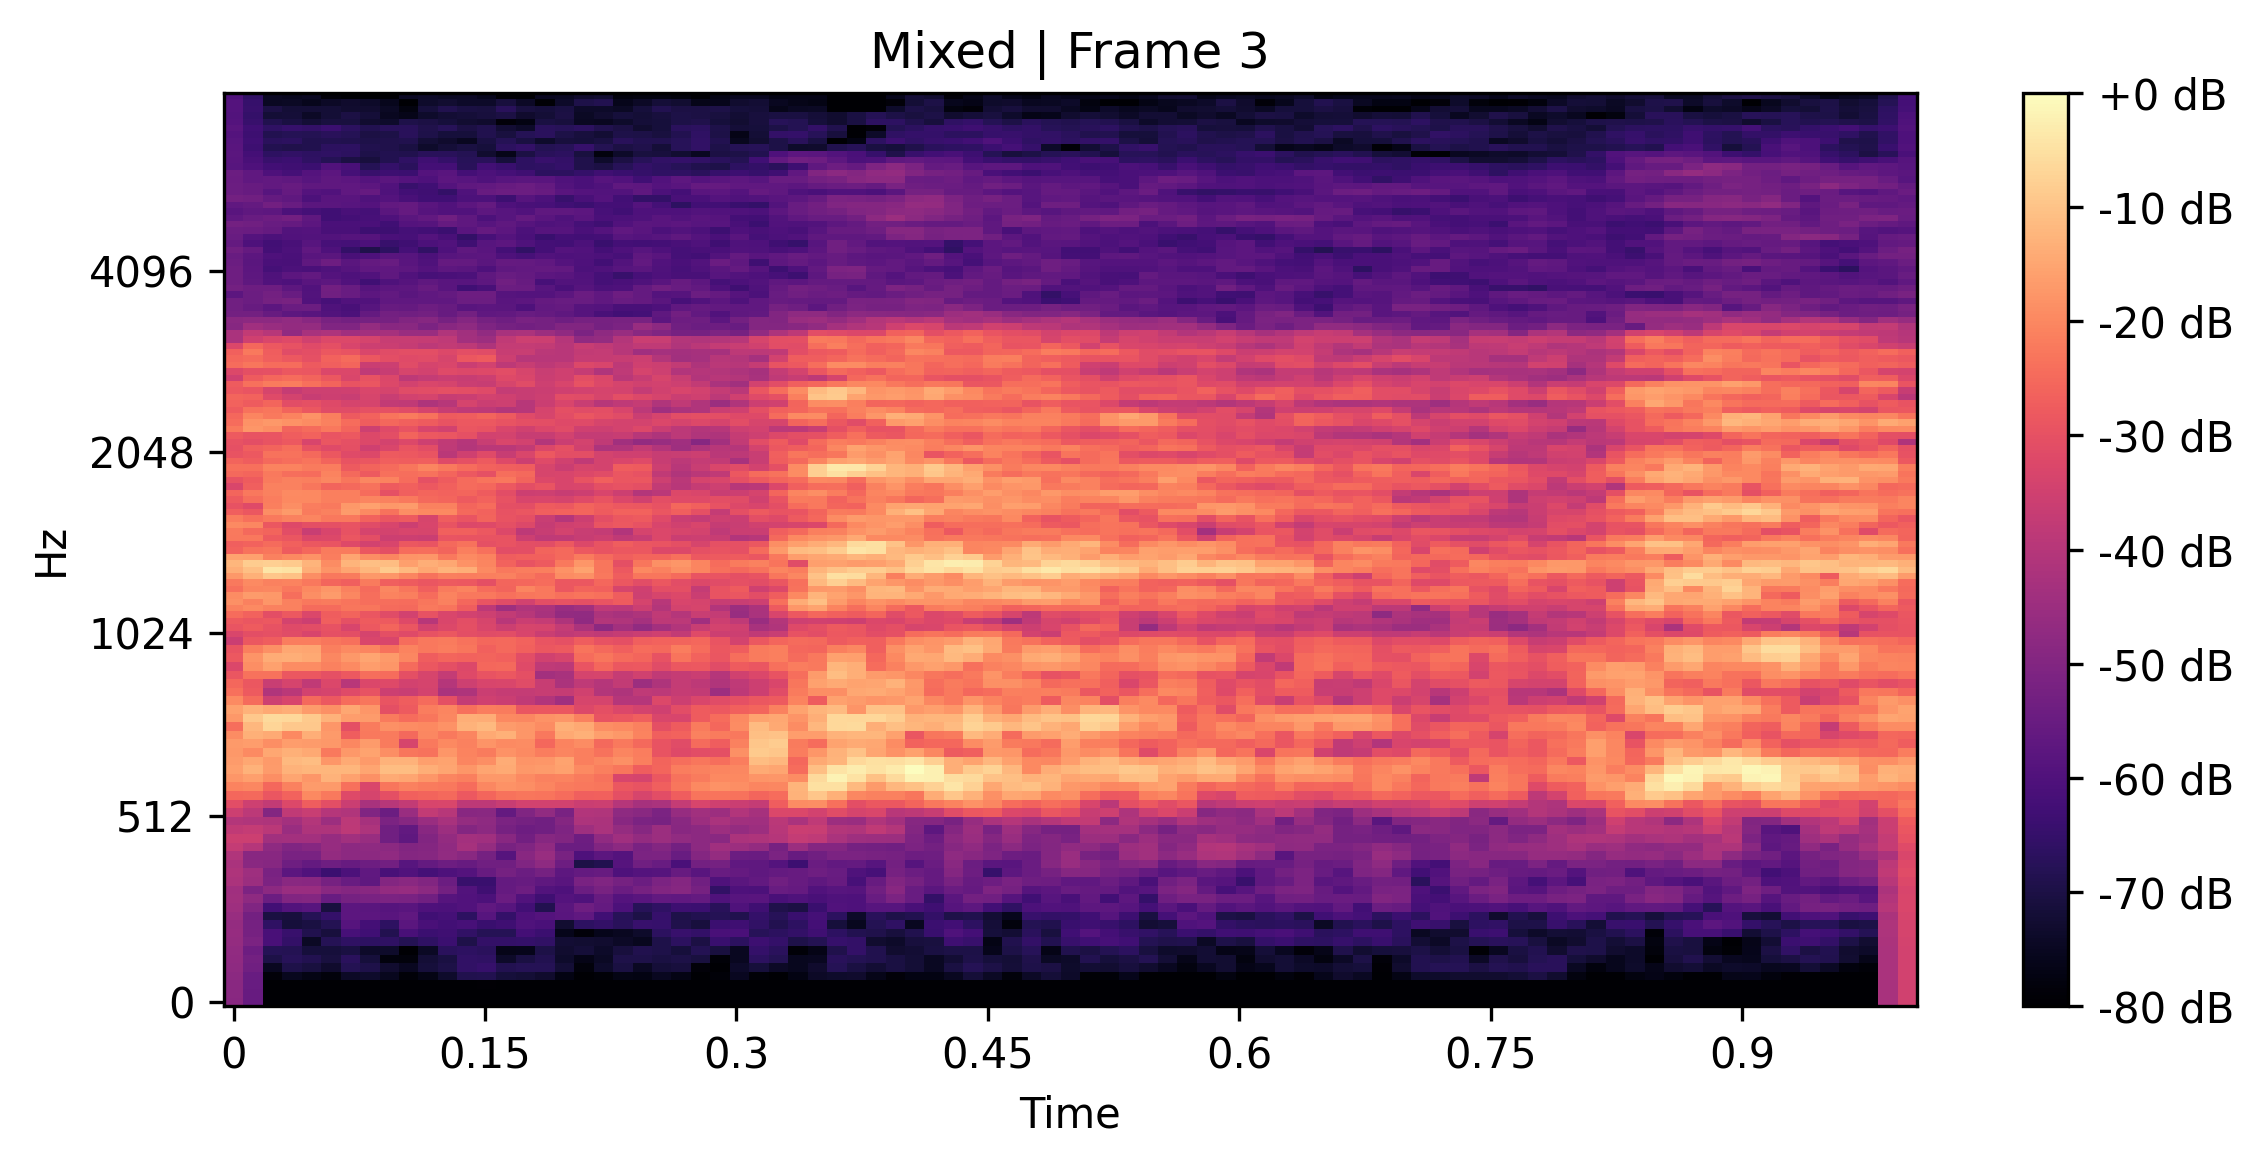 Mixed | Frame 3
Hz
4096
2048
1024
512
0
0 0.15 0.3 0.45 0.6 0.75 0.9
Time
+0 dB
-10 dB
-20 dB
-30 dB
-40 dB
-50 dB
-60 dB
-70 dB
-80 dB